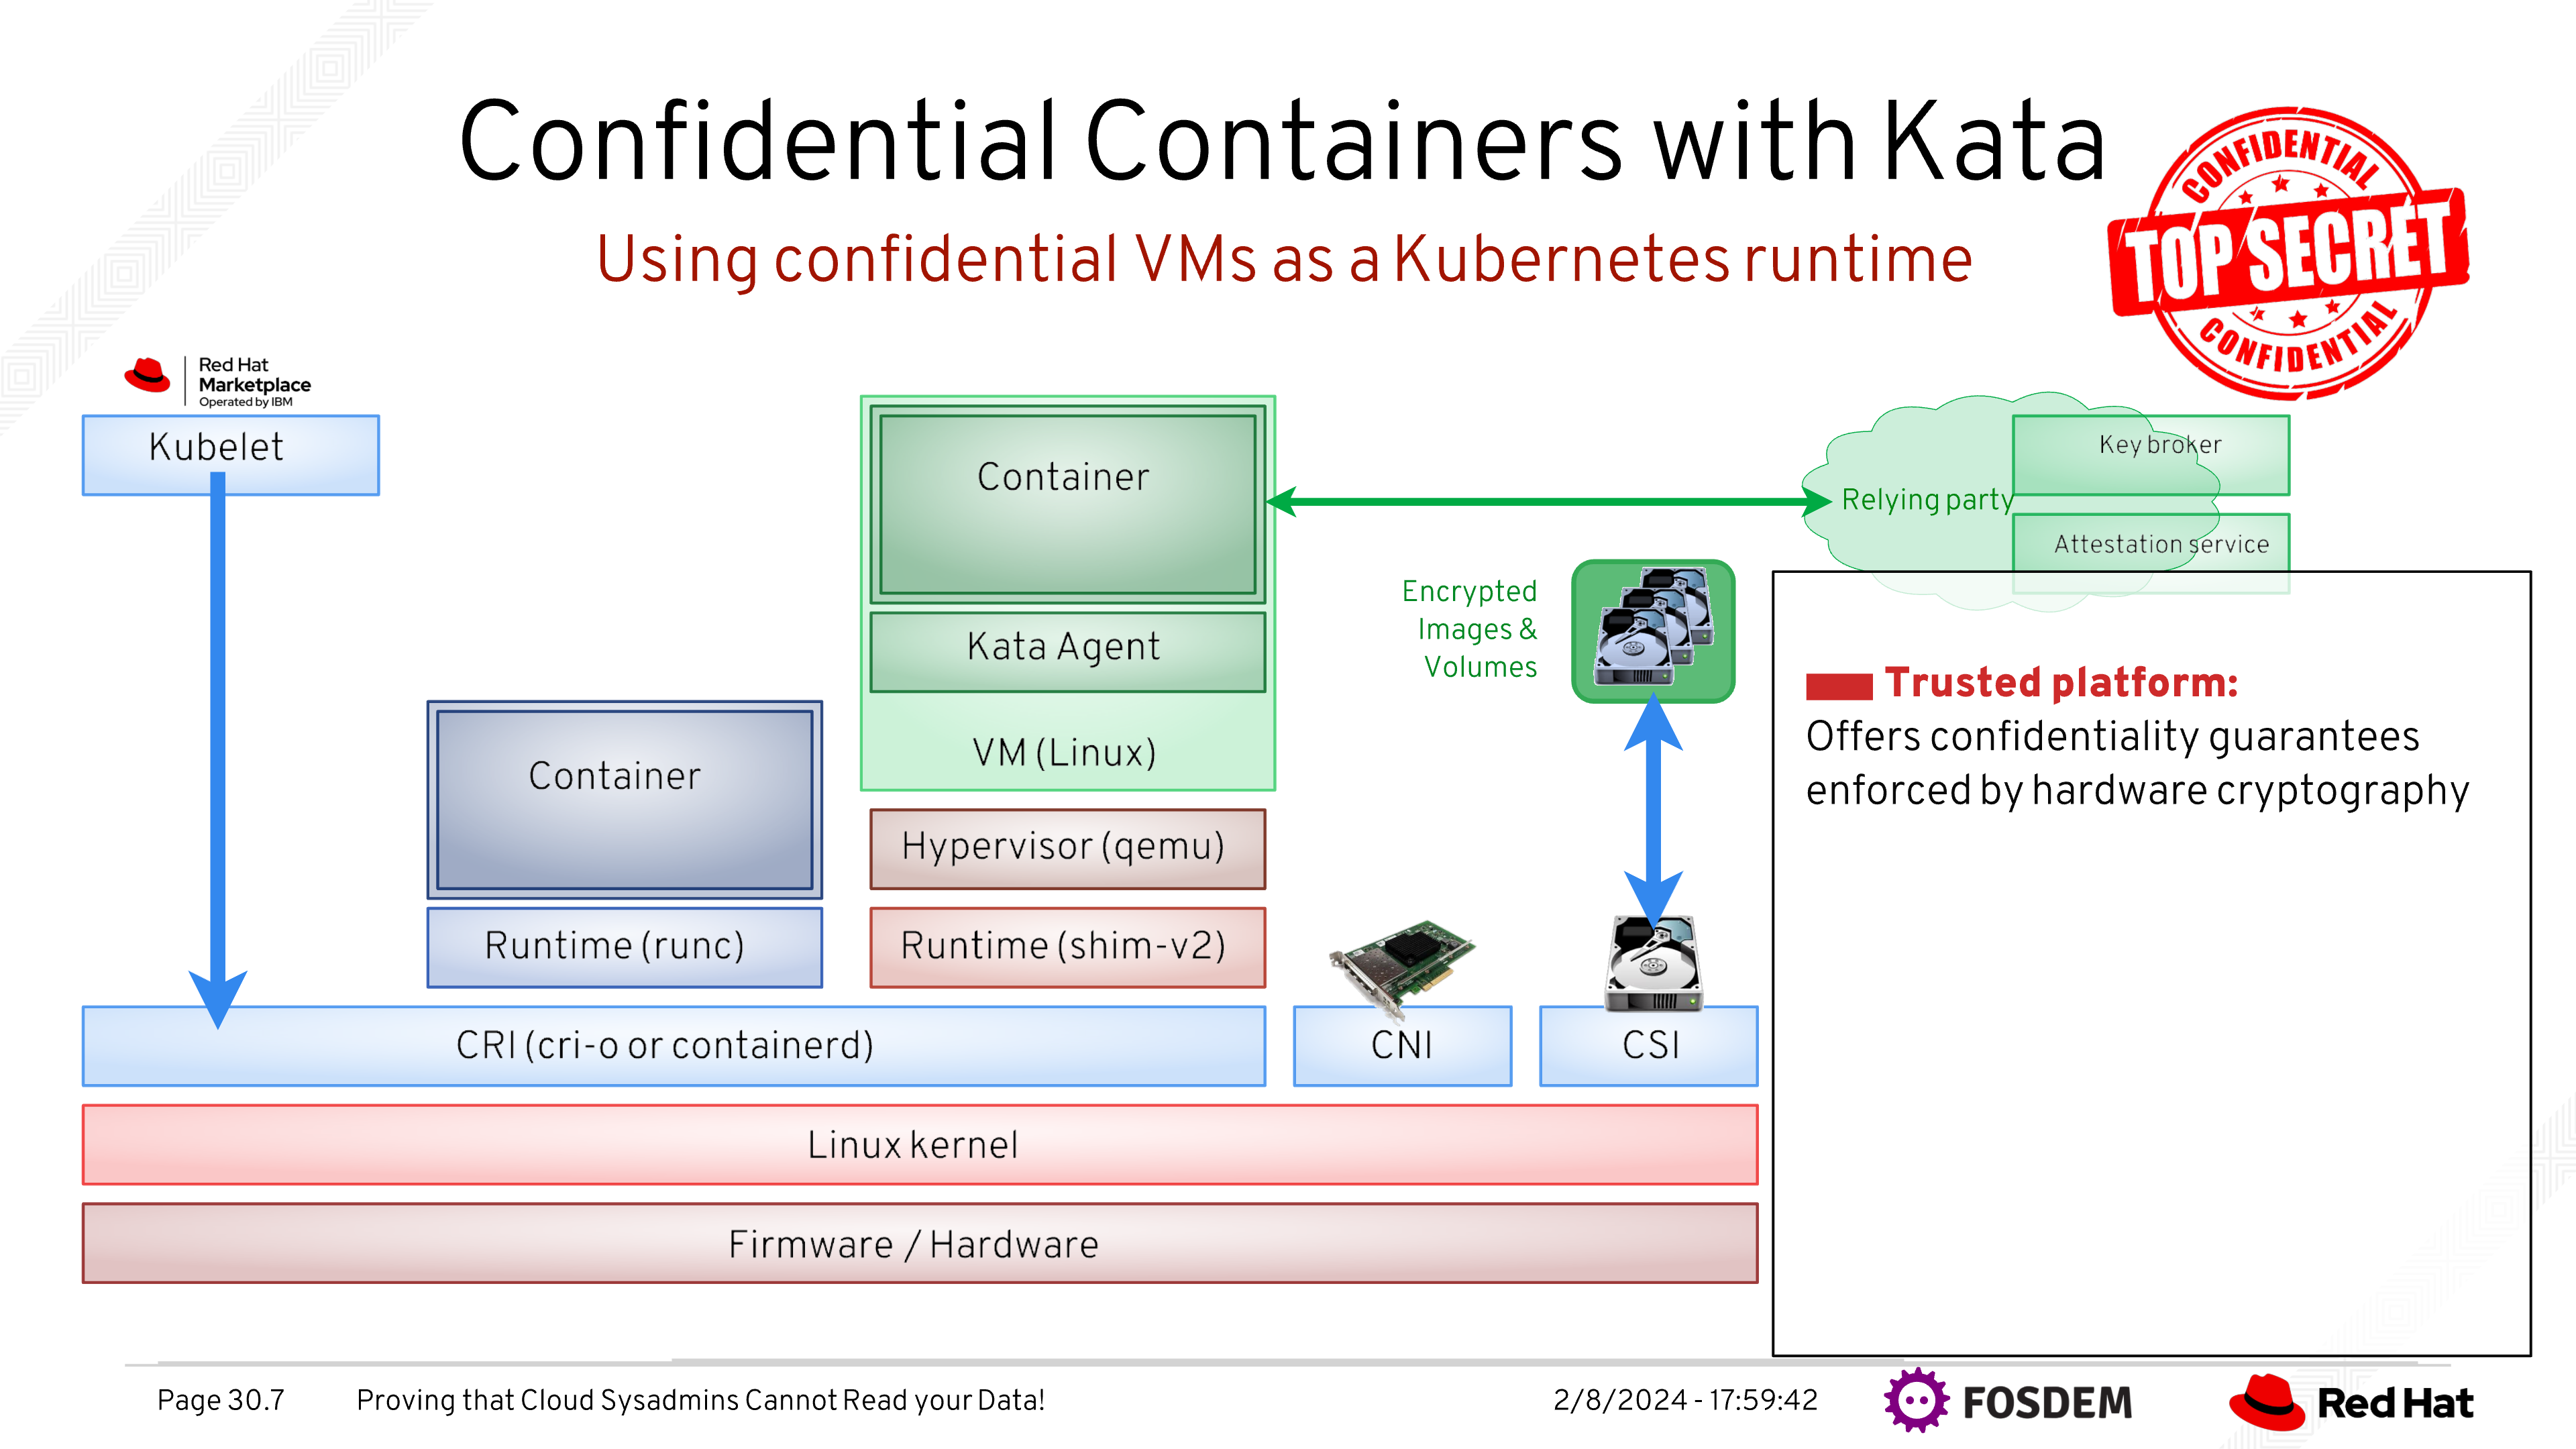 Confidential Containers with Kata
Using confidential VMs as a Kubernetes runtime
CONFIDENTIAL
TOP SECRET
CONFIDENTIAL
Red Hat
Marketplace
Operated by IBM
Kubelet
Container
Kata Agent
VM (Linux)
Hypervisor (qemu)
Runtime (shim-v2)
Container
Runtime (runc)
Key broker
Relying party
Attestation service
Encrypted
Images &
Volumes
Trusted platform:
Offers confidentiality guarantees
enforced by hardware cryptography
CRI (cri-o or containerd)
CNI
CSI
Linux kernel
Firmware / Hardware
Page 30.7
Proving that Cloud Sysadmins Cannot Read your Data!
2/8/2024 - 17:59:42
FOSDEM
Red Hat